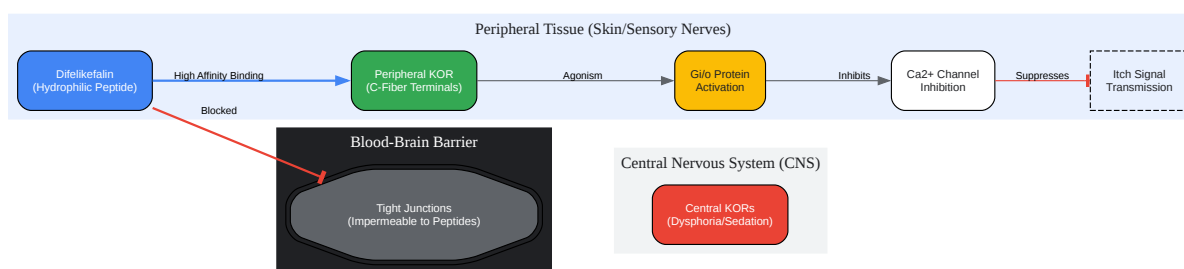 Peripheral Tissue (Skin/Sensory Nerves)
Difelikefalin
(Hydrophilic Peptide)
High Affinity Binding
Peripheral KOR
(C-Fiber Terminals)
Agonism
Gi/o Protein
Activation
Inhibits
Ca2+ Channel
Inhibition
Suppresses
Itch Signal
Transmission
Blocked
Blood-Brain Barrier
Tight Junctions
(Impermeable to Peptides)
Central Nervous System (CNS)
Central KORs
(Dysphoria/Sedation)